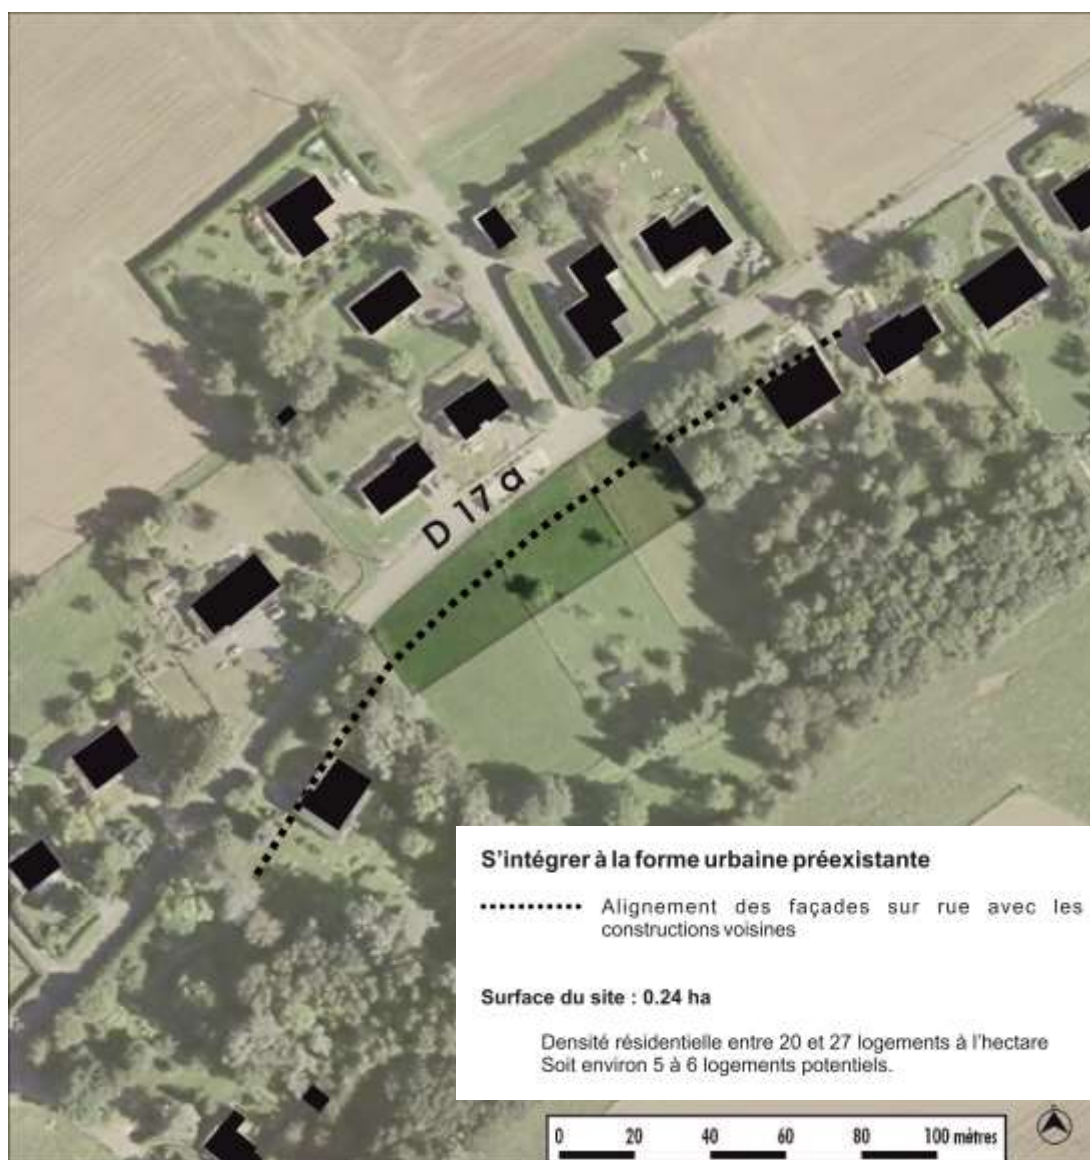 D 17 a
S'intégrer à la forme urbaine préexistante
Alignement des façades sur rue avec les
constructions voisines
Surface du site : 0.24 ha
Densité résidentielle entre 20 et 27 logements à l'hectare
Soit environ 5 à 6 logements potentiels.
0 20 40 60 80 100 mètres